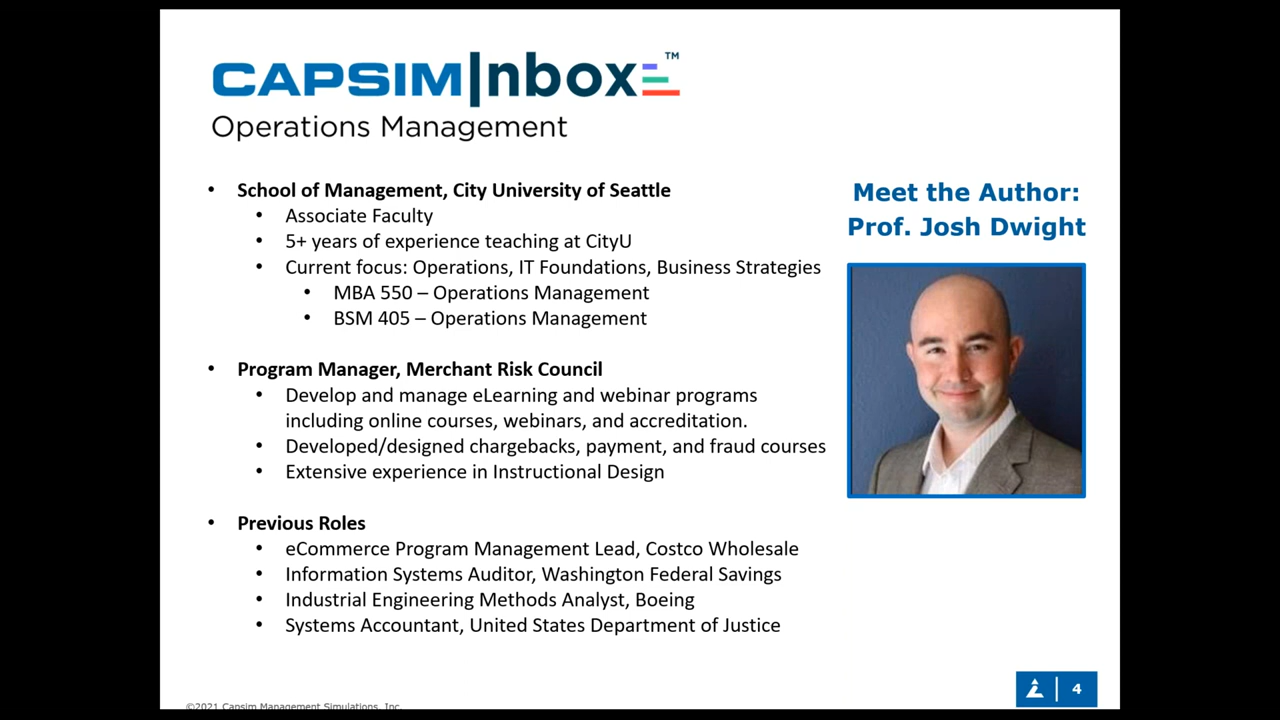 CAPSIM|nbox™
Operations Management
• School of Management, City University of Seattle
• Associate Faculty
• 5+ years of experience teaching at CityU
• Current focus: Operations, IT Foundations, Business Strategies
• MBA 550 – Operations Management
• BSM 405 – Operations Management
• Program Manager, Merchant Risk Council
• Develop and manage eLearning and webinar programs
including online courses, webinars, and accreditation.
• Developed/designed chargebacks, payment, and fraud courses
• Extensive experience in Instructional Design
• Previous Roles
• eCommerce Program Management Lead, Costco Wholesale
• Information Systems Auditor, Washington Federal Savings
• Industrial Engineering Methods Analyst, Boeing
• Systems Accountant, United States Department of Justice
Meet the Author:
Prof. Josh Dwight
©2021 Capsim Management Simulations, Inc.
4